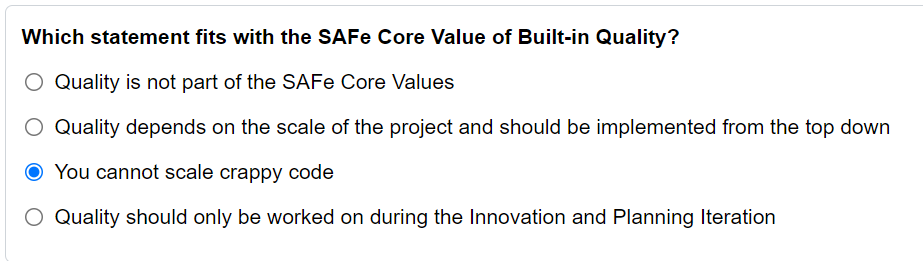 Which statement fits with the SAFe Core Value of Built-in Quality?
Quality is not part of the SAFe Core Values
Quality depends on the scale of the project and should be implemented from the top down
You cannot scale crappy code
Quality should only be worked on during the Innovation and Planning Iteration